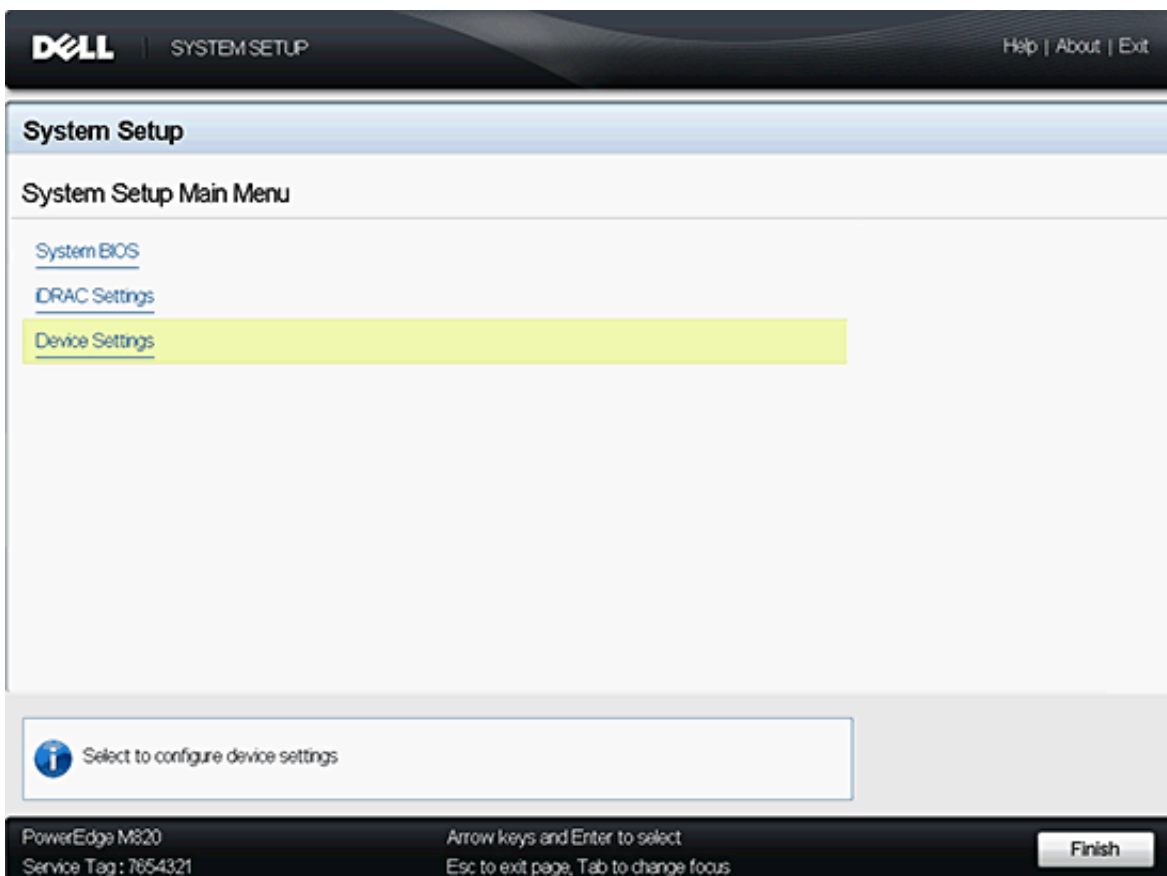 DELL SYSTEM SETUP Help | About | Exit
System Setup
System Setup Main Menu
System BIOS
iDRAC Settings
Device Settings
Select to configure device settings
PowerEdge M820 Arrow keys and Enter to select
Finish
Service Tag : 7654321 Esc to exit page, Tab to change focus